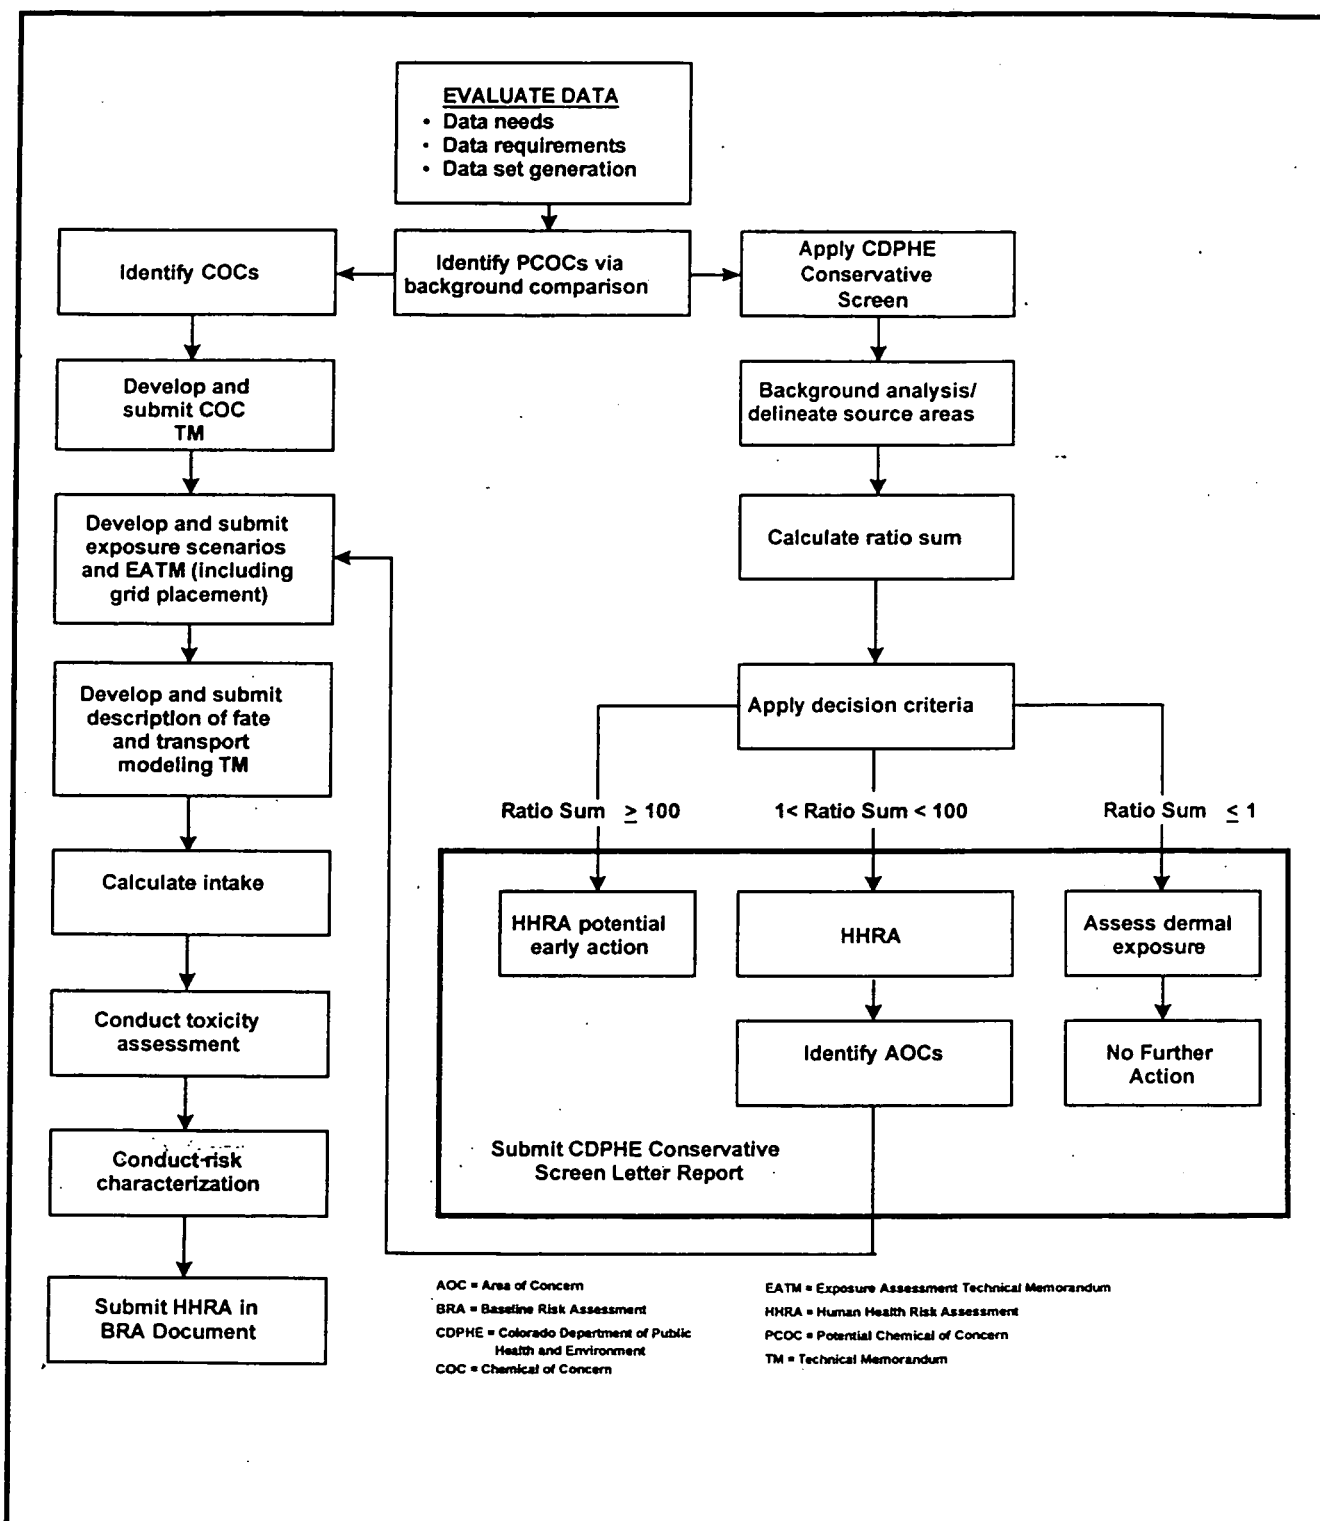 EVALUATE DATA
• Data needs
• Data requirements
• Data set generation
Identify COCs
Identify PCOCs via
background comparison
Apply CDPHE
Conservative
Screen
Develop and
submit COC
TM
Background analysis/
delineate source areas
Develop and submit
exposure scenarios
and EATM (including
grid placement)
Calculate ratio sum
Develop and submit
description of fate
and transport
modeling TM
Apply decision criteria
Ratio Sum ≥ 100
1< Ratio Sum < 100
Ratio Sum ≤ 1
Calculate intake
HHRA potential
early action
HHRA
Assess dermal
exposure
Conduct toxicity
assessment
Identify AOCs
No Further
Action
Conduct risk
characterization
Submit CDPHE Conservative
Screen Letter Report
Submit HHRA in
BRA Document
AOC = Area of Concern
BRA = Baseline Risk Assessment
CDPHE = Colorado Department of Public
Health and Environment
COC = Chemical of Concern
EATM = Exposure Assessment Technical Memorandum
HHRA = Human Health Risk Assessment
PCOC = Potential Chemical of Concern
TM = Technical Memorandum